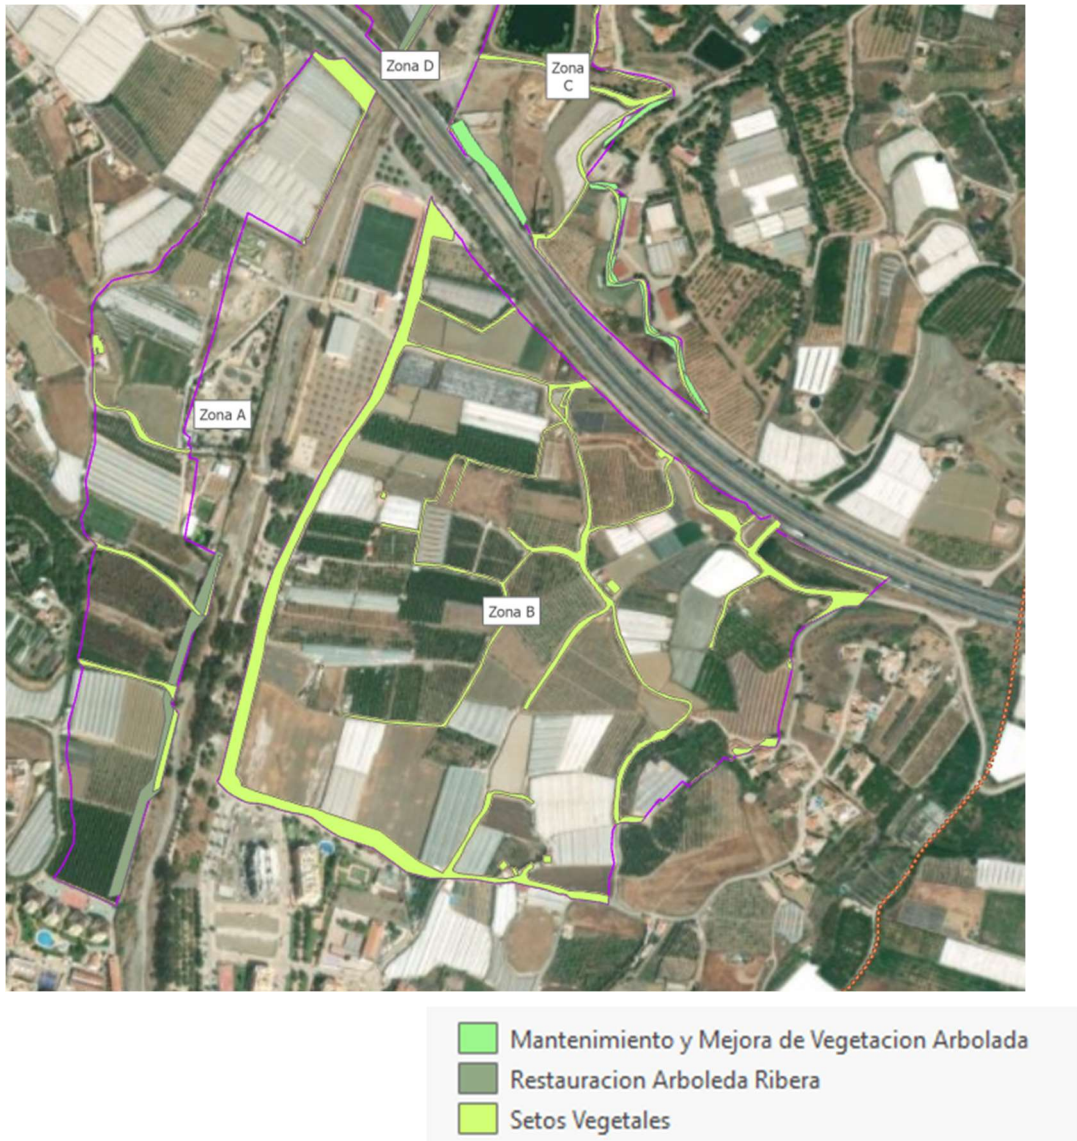 Zona D
Zona
C
Zona A
Zona B
Mantenimiento y Mejora de Vegetacion Arbolada
Restauracion Arboleda Ribera
Setos Vegetales